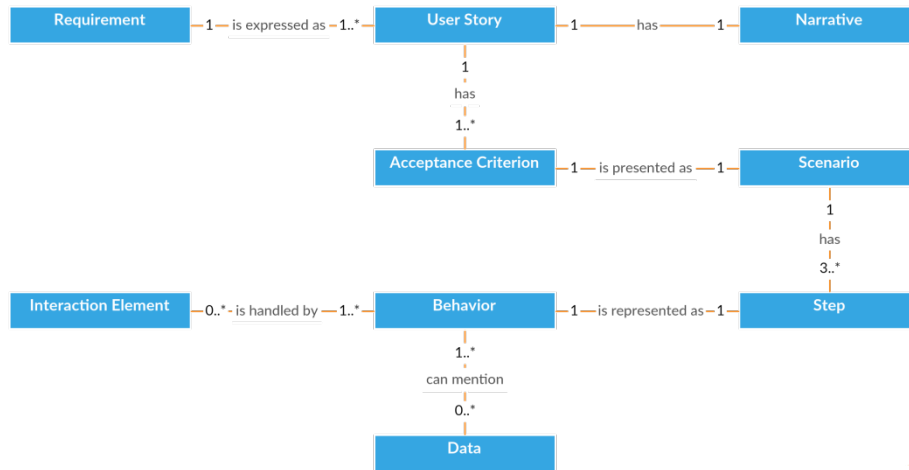 Requirement 1 is expressed as 1..* User Story 1 has 1 Narrative
1
has
1..*
Acceptance Criterion 1 is presented as 1 Scenario
1
has
3..*
Interaction Element 0..* is handled by 1..* Behavior 1 is represented as 1 Step
1..*
can mention
0..*
Data